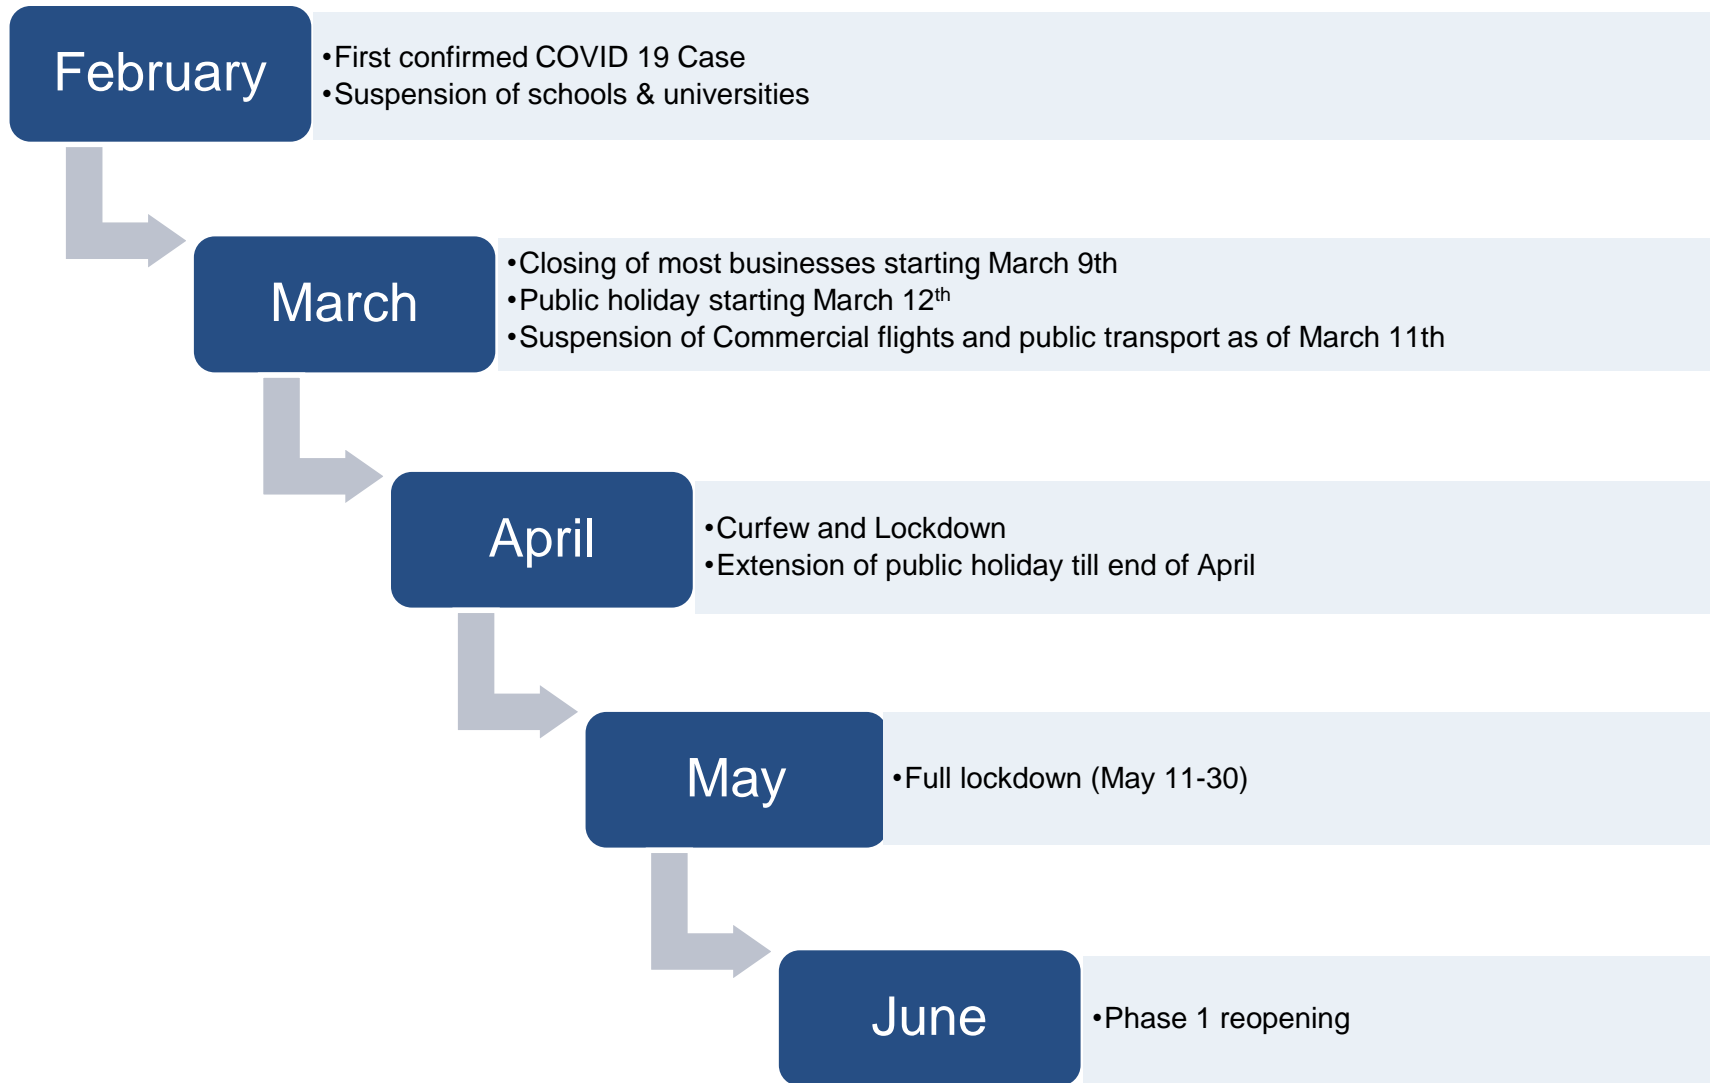 February
•First confirmed COVID 19 Case
•Suspension of schools & universities
March
•Closing of most businesses starting March 9th
•Public holiday starting March 12th
•Suspension of Commercial flights and public transport as of March 11th
April
•Curfew and Lockdown
•Extension of public holiday till end of April
May
•Full lockdown (May 11-30)
June
•Phase 1 reopening